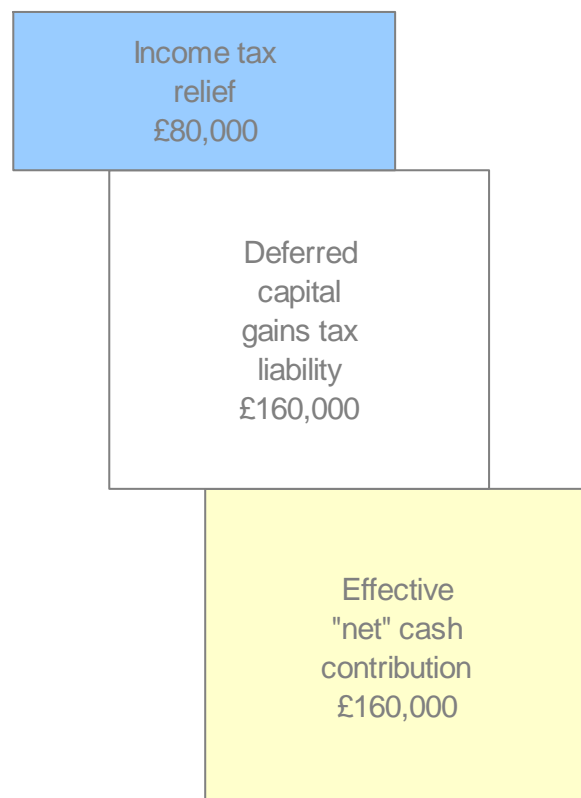 Income tax
relief
£80,000
Deferred
capital
gains tax
liability
£160,000
Effective
"net" cash
contribution
£160,000